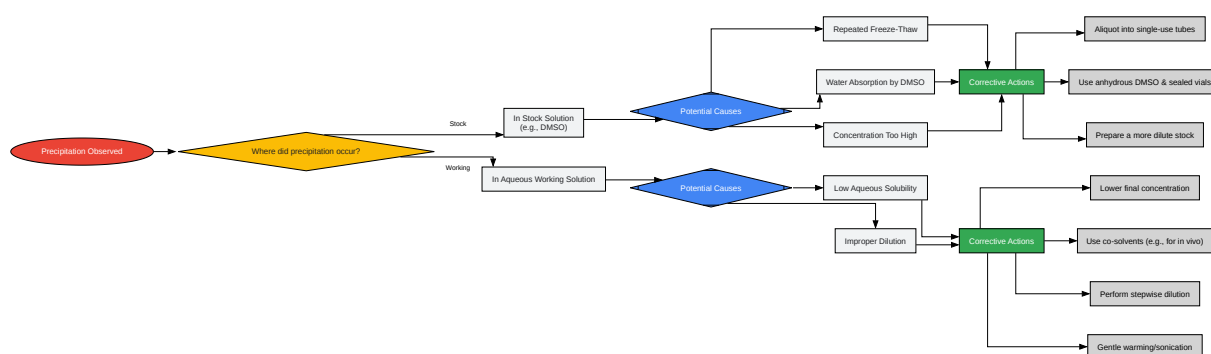 Precipitation Observed
Where did precipitation occur?
Stock
Working
In Stock Solution
(e.g., DMSO)
In Aqueous Working Solution
Potential Causes
Repeated Freeze-Thaw
Water Absorption by DMSO
Concentration Too High
Corrective Actions
Aliquot into single-use tubes
Use anhydrous DMSO & sealed vials
Prepare a more dilute stock
Potential Causes
Low Aqueous Solubility
Improper Dilution
Corrective Actions
Lower final concentration
Use co-solvents (e.g., for in vivo)
Perform stepwise dilution
Gentle warming/sonication